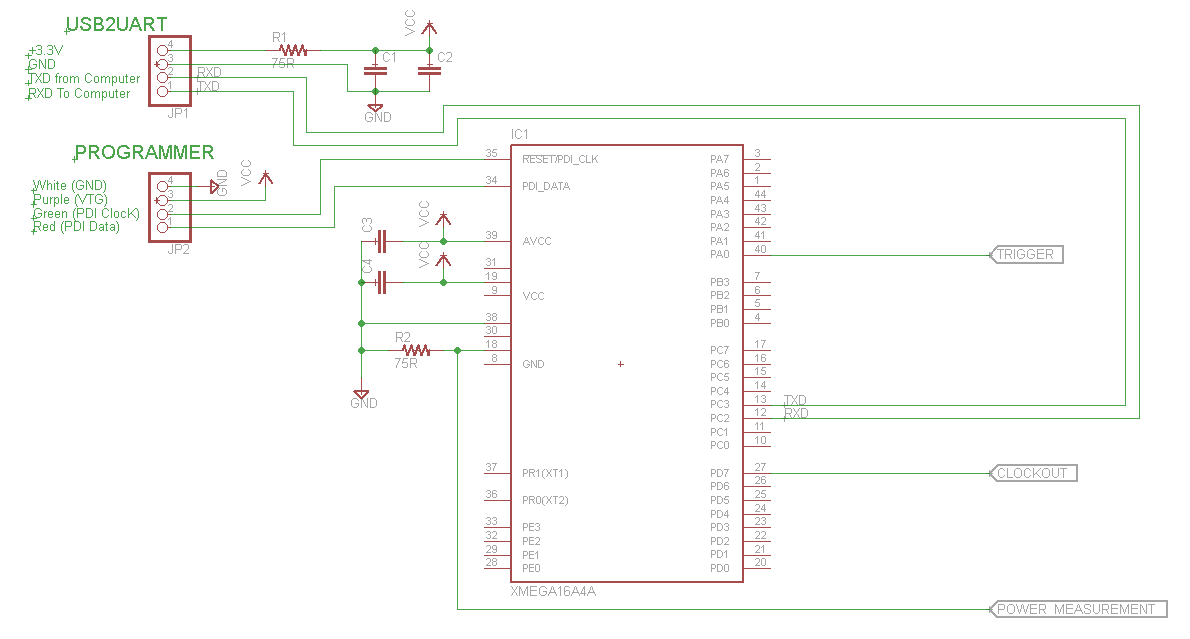 USB2UART
+3.3V
GND
TXD from Computer
RXD To Computer
4
3
2
1
JP1
RXD
TXD
R1
75R
VCC
C1
C2
GND
PROGRAMMER
White (GND)
Purple (VTG)
Green (PDI ClocK)
Red (PDI Data)
4
3
2
1
JP2
GND
VCC
C3
VCC
C4
VCC
R2
75R
GND
IC1
35 RESET/PDI_CLK
34 PDI_DATA
39 AVCC
31
19
9 VCC
38
30
18
8 GND
37 PR1(XT1)
36 PR0(XT2)
33 PE3
32 PE2
29 PE1
28 PE0
PA7 3
PA6 2
PA5 1
PA4 44
PA3 43
PA2 42
PA1 41
PA0 40
PB3 7
PB2 6
PB1 5
PB0 4
PC7 17
PC6 16
PC5 15
PC4 14
PC3 13 TXD
PC2 12 RXD
PC1 11
PC0 10
PD7 27
PD6 26
PD5 25
PD4 24
PD3 23
PD2 22
PD1 21
PD0 20
XMEGA16A4A
TRIGGER
CLOCKOUT
POWER MEASUREMENT